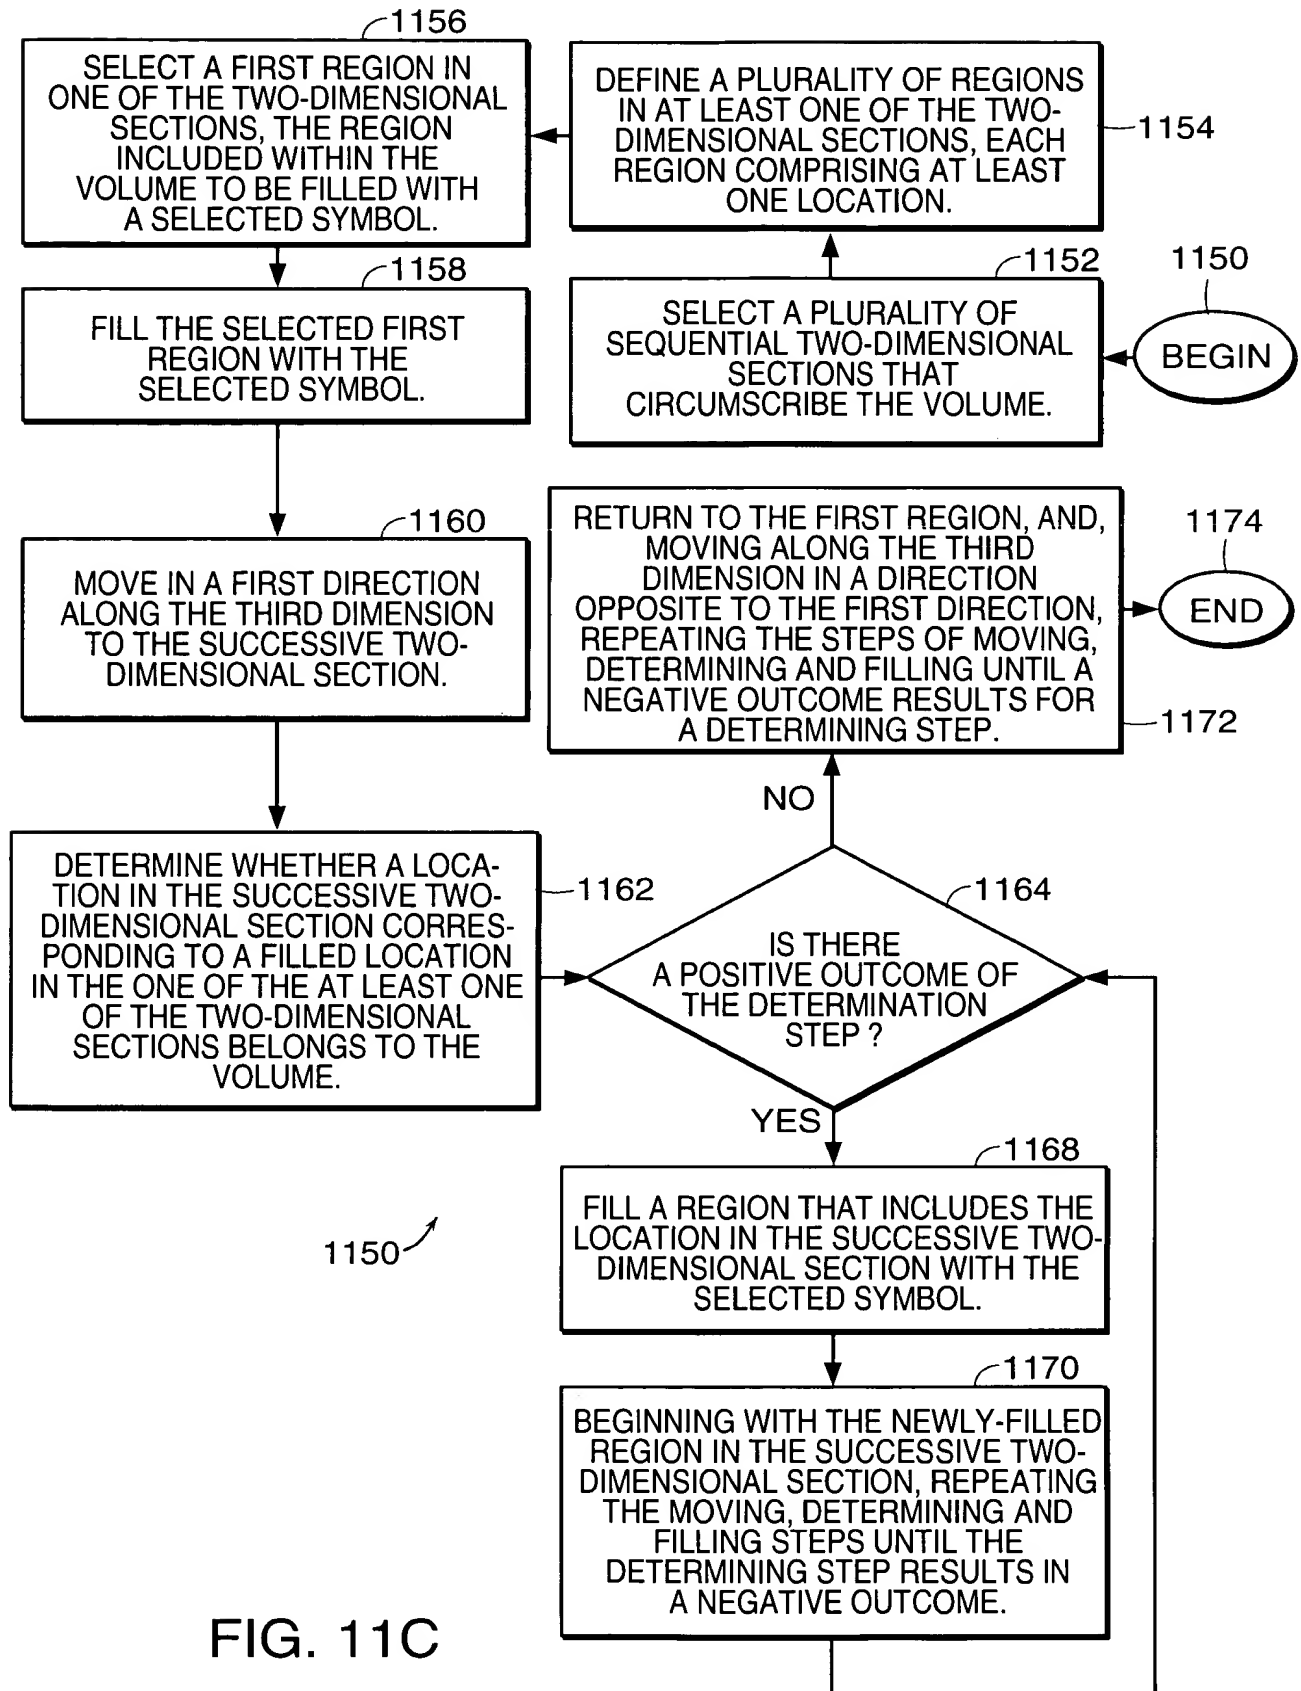 1150
BEGIN
1152
SELECT A PLURALITY OF
SEQUENTIAL TWO-DIMENSIONAL
SECTIONS THAT
CIRCUMSCRIBE THE VOLUME.
1154
DEFINE A PLURALITY OF REGIONS
IN AT LEAST ONE OF THE TWO-
DIMENSIONAL SECTIONS, EACH
REGION COMPRISING AT LEAST
ONE LOCATION.
1156
SELECT A FIRST REGION IN
ONE OF THE TWO-DIMENSIONAL
SECTIONS, THE REGION
INCLUDED WITHIN THE
VOLUME TO BE FILLED WITH
A SELECTED SYMBOL.
1158
FILL THE SELECTED FIRST
REGION WITH THE
SELECTED SYMBOL.
1160
MOVE IN A FIRST DIRECTION
ALONG THE THIRD DIMENSION
TO THE SUCCESSIVE TWO-
DIMENSIONAL SECTION.
1162
DETERMINE WHETHER A LOCA-
TION IN THE SUCCESSIVE TWO-
DIMENSIONAL SECTION CORRES-
PONDING TO A FILLED LOCATION
IN THE ONE OF THE AT LEAST ONE
OF THE TWO-DIMENSIONAL
SECTIONS BELONGS TO THE
VOLUME.
1164
IS THERE
A POSITIVE OUTCOME OF
THE DETERMINATION
STEP ?
NO
RETURN TO THE FIRST REGION, AND,
MOVING ALONG THE THIRD
DIMENSION IN A DIRECTION
OPPOSITE TO THE FIRST DIRECTION,
REPEATING THE STEPS OF MOVING,
DETERMINING AND FILLING UNTIL A
NEGATIVE OUTCOME RESULTS FOR
A DETERMINING STEP.
1172
1174
END
YES
1168
FILL A REGION THAT INCLUDES THE
LOCATION IN THE SUCCESSIVE TWO-
DIMENSIONAL SECTION WITH THE
SELECTED SYMBOL.
1170
BEGINNING WITH THE NEWLY-FILLED
REGION IN THE SUCCESSIVE TWO-
DIMENSIONAL SECTION, REPEATING
THE MOVING, DETERMINING AND
FILLING STEPS UNTIL THE
DETERMINING STEP RESULTS IN
A NEGATIVE OUTCOME.
1150
FIG. 11C